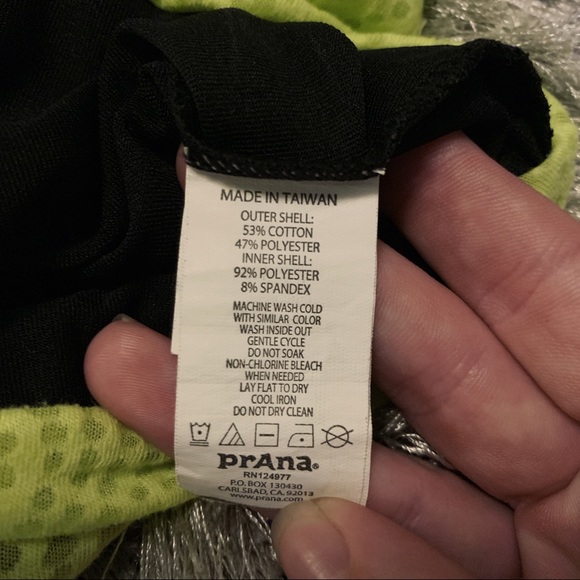 MADE IN TAIWAN
OUTER SHELL:
53% COTTON
47% POLYESTER
INNER SHELL:
92% POLYESTER
8% SPANDEX
MACHINE WASH COLD
WITH SIMILAR COLOR
WASH INSIDE OUT
GENTLE CYCLE
DO NOT SOAK
NON-CHLORINE BLEACH
WHEN NEEDED
LAY FLAT TO DRY
COOL IRON
DO NOT DRY CLEAN
prAna®
RN124977
P.O. BOX 130430
CARLSBAD, CA. 92013
www.prana.com